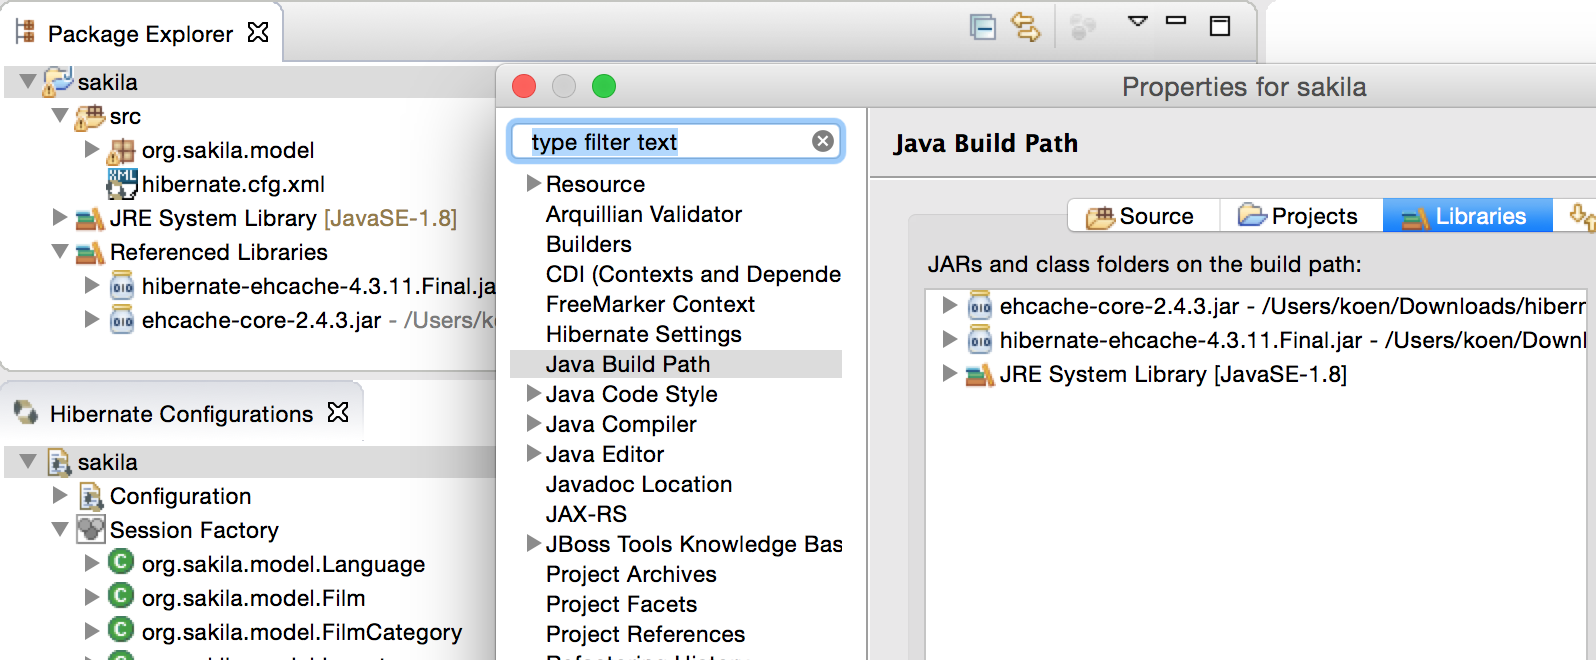 Package Explorer
sakila
src
org.sakila.model
hibernate.cfg.xml
JRE System Library [JavaSE-1.8]
Referenced Libraries
hibernate-ehcache-4.3.11.Final.ja
ehcache-core-2.4.3.jar - /Users/k
Hibernate Configurations
sakila
Configuration
Session Factory
org.sakila.model.Language
org.sakila.model.Film
org.sakila.model.FilmCategory
Properties for sakila
type filter text
Resource
Arquillian Validator
Builders
CDI (Contexts and Depende
FreeMarker Context
Hibernate Settings
Java Build Path
Java Code Style
Java Compiler
Java Editor
Javadoc Location
JAX-RS
JBoss Tools Knowledge Bas
Project Archives
Project Facets
Project References
Java Build Path
Source
Projects
Libraries
JARs and class folders on the build path:
ehcache-core-2.4.3.jar - /Users/koen/Downloads/hibern
hibernate-ehcache-4.3.11.Final.jar - /Users/koen/Downl
JRE System Library [JavaSE-1.8]